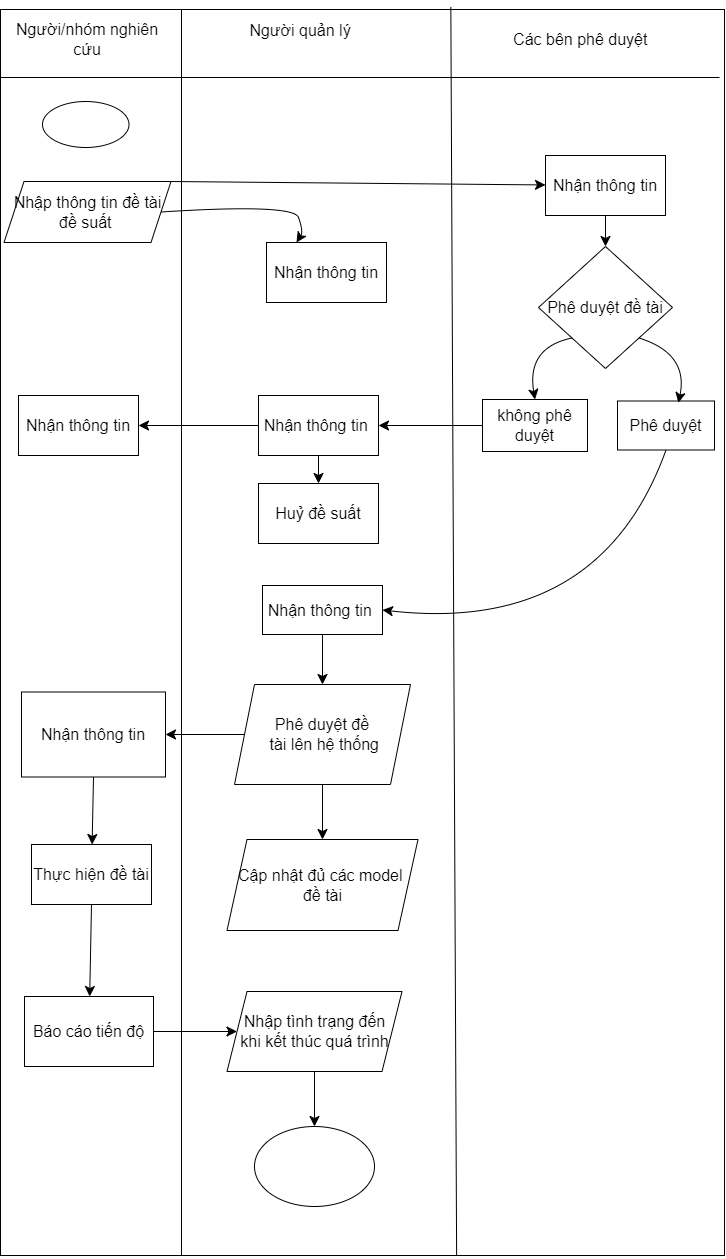 Người/nhóm nghiên
cứu
Người quản lý
Các bên phê duyệt
Nhập thông tin đề tài
đề suất
Nhận thông tin
Nhận thông tin
Phê duyệt đề tài
không phê
duyệt
Phê duyệt
Nhận thông tin
Nhận thông tin
Huỷ đề suất
Nhận thông tin
Phê duyệt đề
tài lên hệ thống
Nhận thông tin
Cập nhật đủ các model
đề tài
Thực hiện đề tài
Báo cáo tiến độ
Nhập tình trạng đến
khi kết thúc quá trình